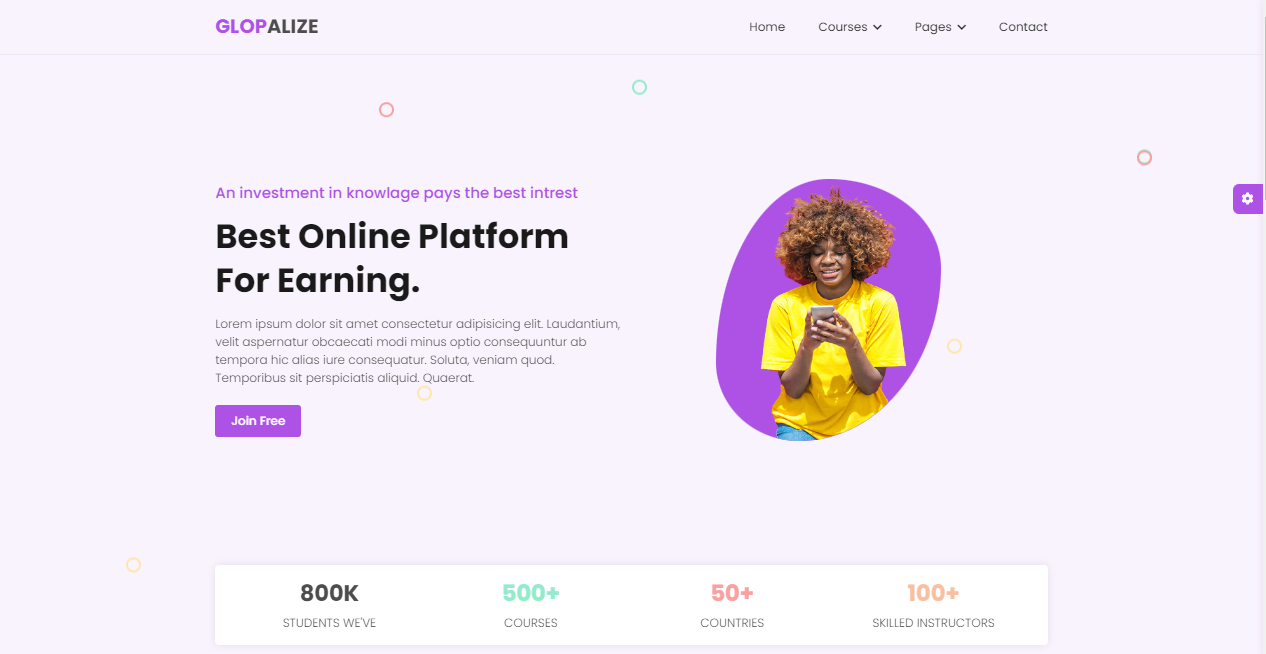 GLOPALIZE
Home Courses Pages Contact
An investment in knowlage pays the best intrest
Best Online Platform
For Earning.
Lorem ipsum dolor sit amet consectetur adipisicing elit. Laudantium,
velit aspernatur obcaecati modi minus optio consequuntur ab
tempora hic alias iure consequatur. Soluta, veniam quod.
Temporibus sit perspiciatis aliquid. Quaerat.
Join Free
800K 500+ 50+ 100+
STUDENTS WE'VE COURSES COUNTRIES SKILLED INSTRUCTORS